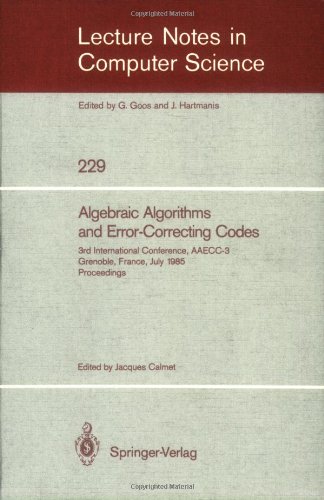 Lecture Notes in
Computer Science
Edited by G. Goos and J. Hartmanis
229
Algebraic Algorithms
and Error-Correcting Codes
3rd International Conference, AAECC-3
Grenoble, France, July 1985
Proceedings
Edited by Jacques Calmet
Springer-Verlag